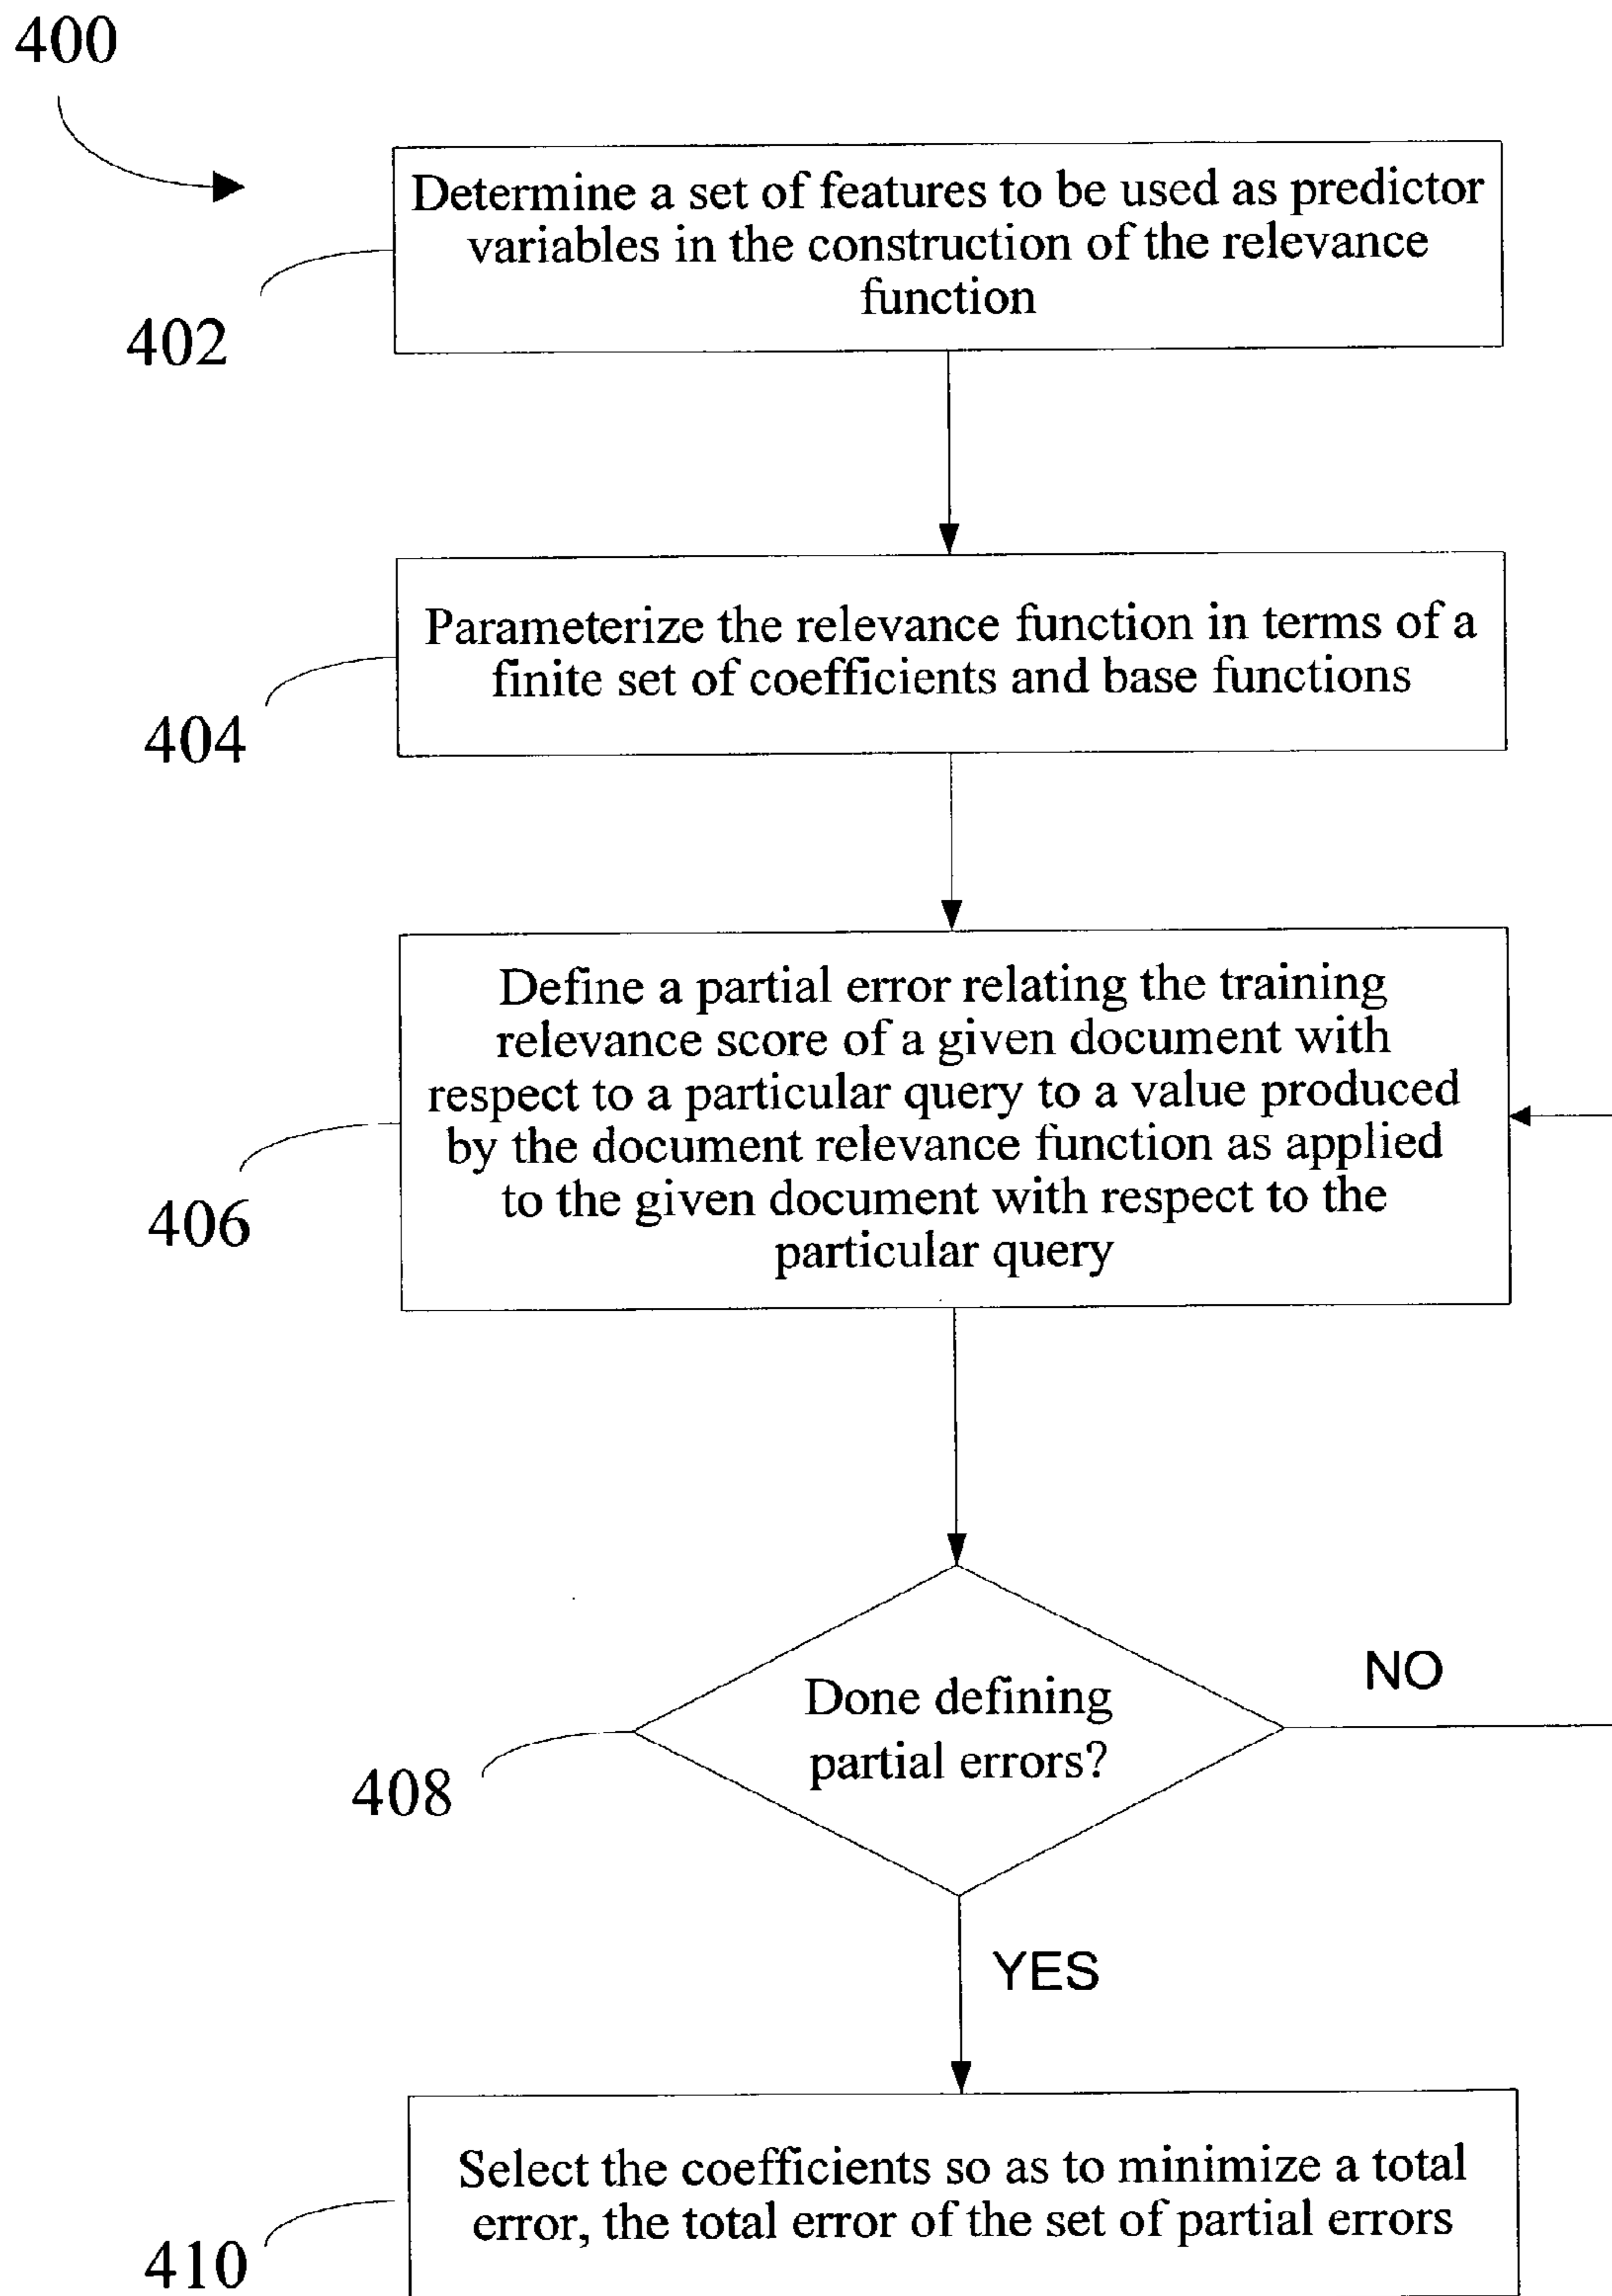 400
Determine a set of features to be used as predictor
variables in the construction of the relevance
function
402
Parameterize the relevance function in terms of a
finite set of coefficients and base functions
404
Define a partial error relating the training
relevance score of a given document with
respect to a particular query to a value produced
by the document relevance function as applied
to the given document with respect to the
particular query
406
Done defining
partial errors?
NO
408
YES
Select the coefficients so as to minimize a total
error, the total error of the set of partial errors
410